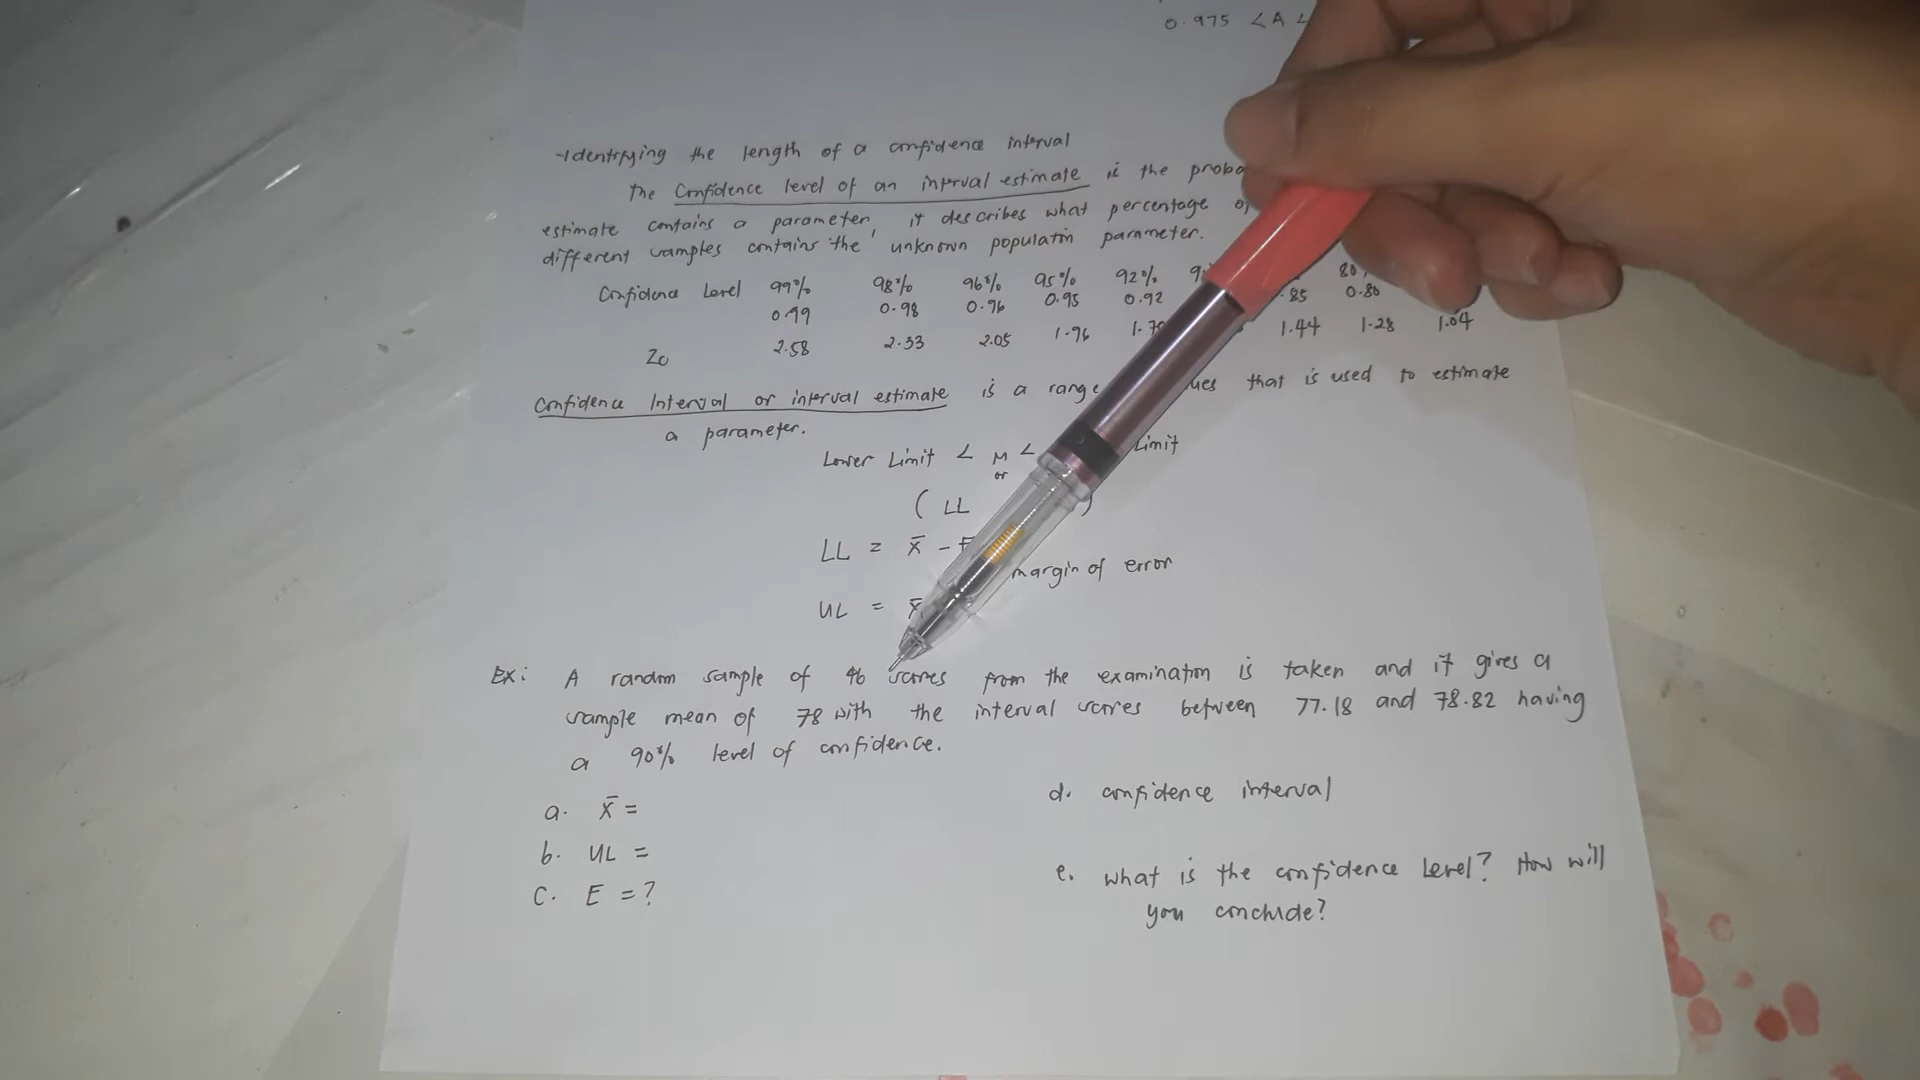 0.975 < A <
- Identifying the length of a confidence interval
The Confidence level of an interval estimate is the
estimate contains a parameter, it describes what percentage
different samples contains the unknown populatin parameter.
Confidence Level 99% 98% 96% 95% 92%
0.99 0.98 0.96 0.95 0.92 0.80
Zc 2.58 2.33 2.05 1.96 1.44 1.28 1.04
Confidence Interval or interval estimate is a range that is used to estimate
a parameter.
Lower Limit < M < Limit
or
( LL )
LL = x̄ -
margin of error
UL = x̄
Ex: A random sample of 46 scores from the examination is taken and it gives a
sample mean of 78 with the interval scores between 77.18 and 78.82 having
a 90% level of confidence.
a. x̄ =
b. UL =
c. E = ?
d. confidence interval
e. what is the confidence Level? How will
you conclude?